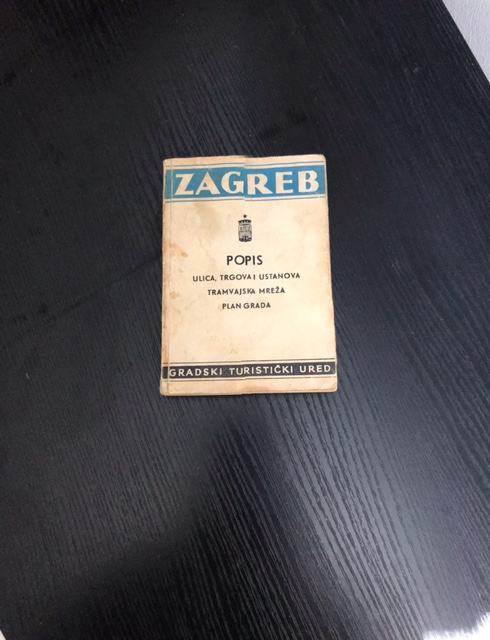 ZAGREB
POPIS
ULICA, TRGOVA I USTANOVA
TRAMVAJSKA MREŽA
PLAN GRADA
GRADSKI TURISTIČKI URED